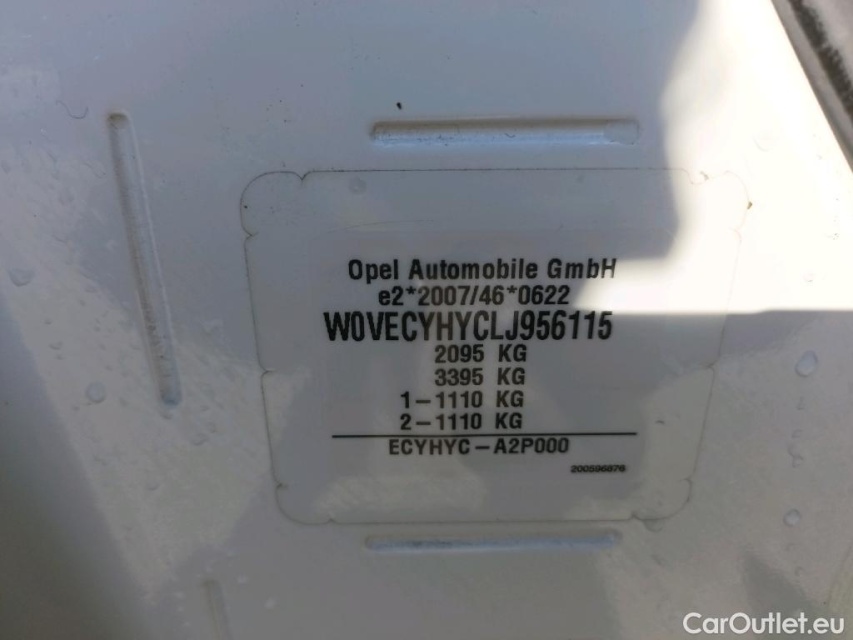 Opel Automobile GmbH
e2*2007/46*0622
W0VECYHYCLJ956115
2095 KG
3395 KG
1-1110 KG
2-1110 KG
ECYHYC-A2P000
200596876
CarOutlet.eu